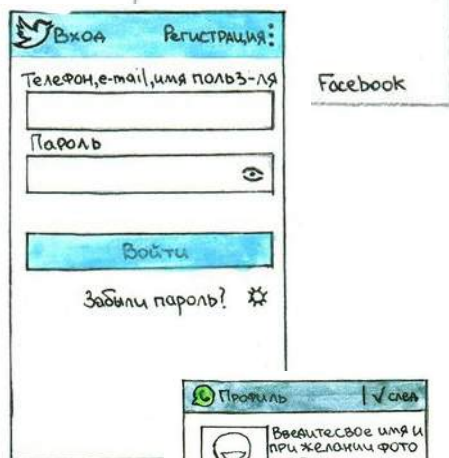 Вход Регистрация
Телефон,e-mail,имя польз-ля
Пароль
Войти
Забыли пароль?
Facebook
Профиль | √ След
Введите свое имя и
при желании фото